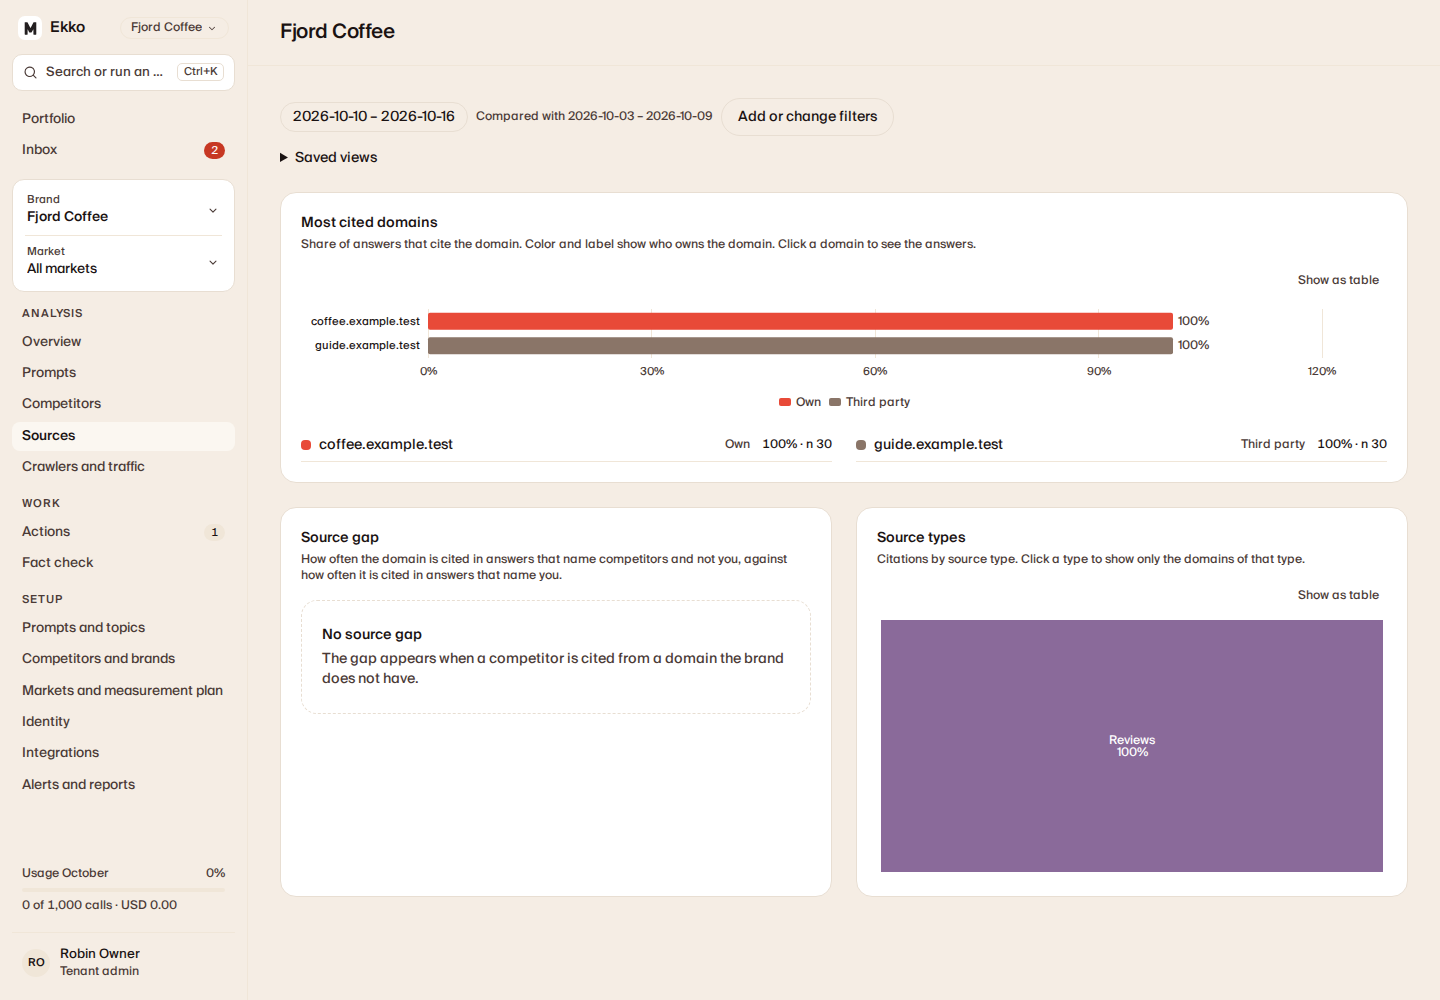 Ekko
Fjord Coffee
Search or run an ...
Ctrl+K
Portfolio
Inbox
2
Brand
Fjord Coffee
Market
All markets
ANALYSIS
Overview
Prompts
Competitors
Sources
Crawlers and traffic
WORK
Actions
1
Fact check
SETUP
Prompts and topics
Competitors and brands
Markets and measurement plan
Identity
Integrations
Alerts and reports
Usage October
0%
0 of 1,000 calls · USD 0.00
RO
Robin Owner
Tenant admin
Fjord Coffee
2026-10-10 – 2026-10-16
Compared with 2026-10-03 – 2026-10-09
Add or change filters
Saved views
Most cited domains
Share of answers that cite the domain. Color and label show who owns the domain. Click a domain to see the answers.
Show as table
coffee.example.test
100%
guide.example.test
100%
0%
30%
60%
90%
120%
Own
Third party
coffee.example.test
Own
100% · n 30
guide.example.test
Third party
100% · n 30
Source gap
How often the domain is cited in answers that name competitors and not you, against
how often it is cited in answers that name you.
No source gap
The gap appears when a competitor is cited from a domain the brand
does not have.
Source types
Citations by source type. Click a type to show only the domains of that type.
Show as table
Reviews
100%